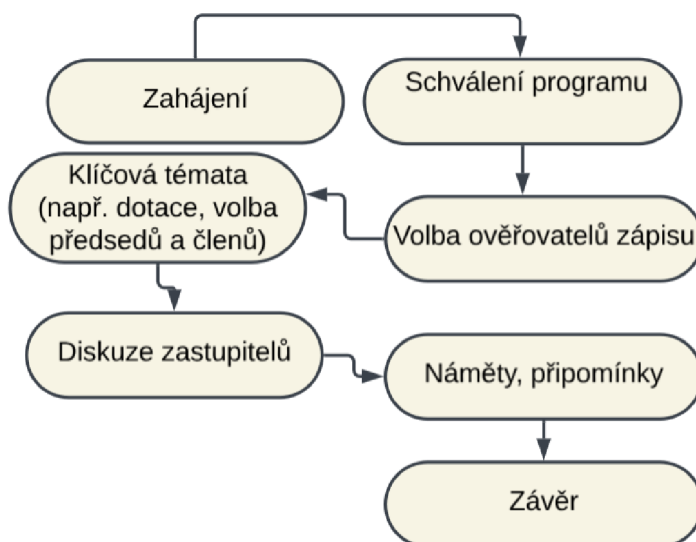 Zahájení
Schválení programu
Volba ověřovatelů zápisu
Klíčová témata
(např. dotace, volba
předsedů a členů)
Diskuze zastupitelů
Náměty, připomínky
Závěr